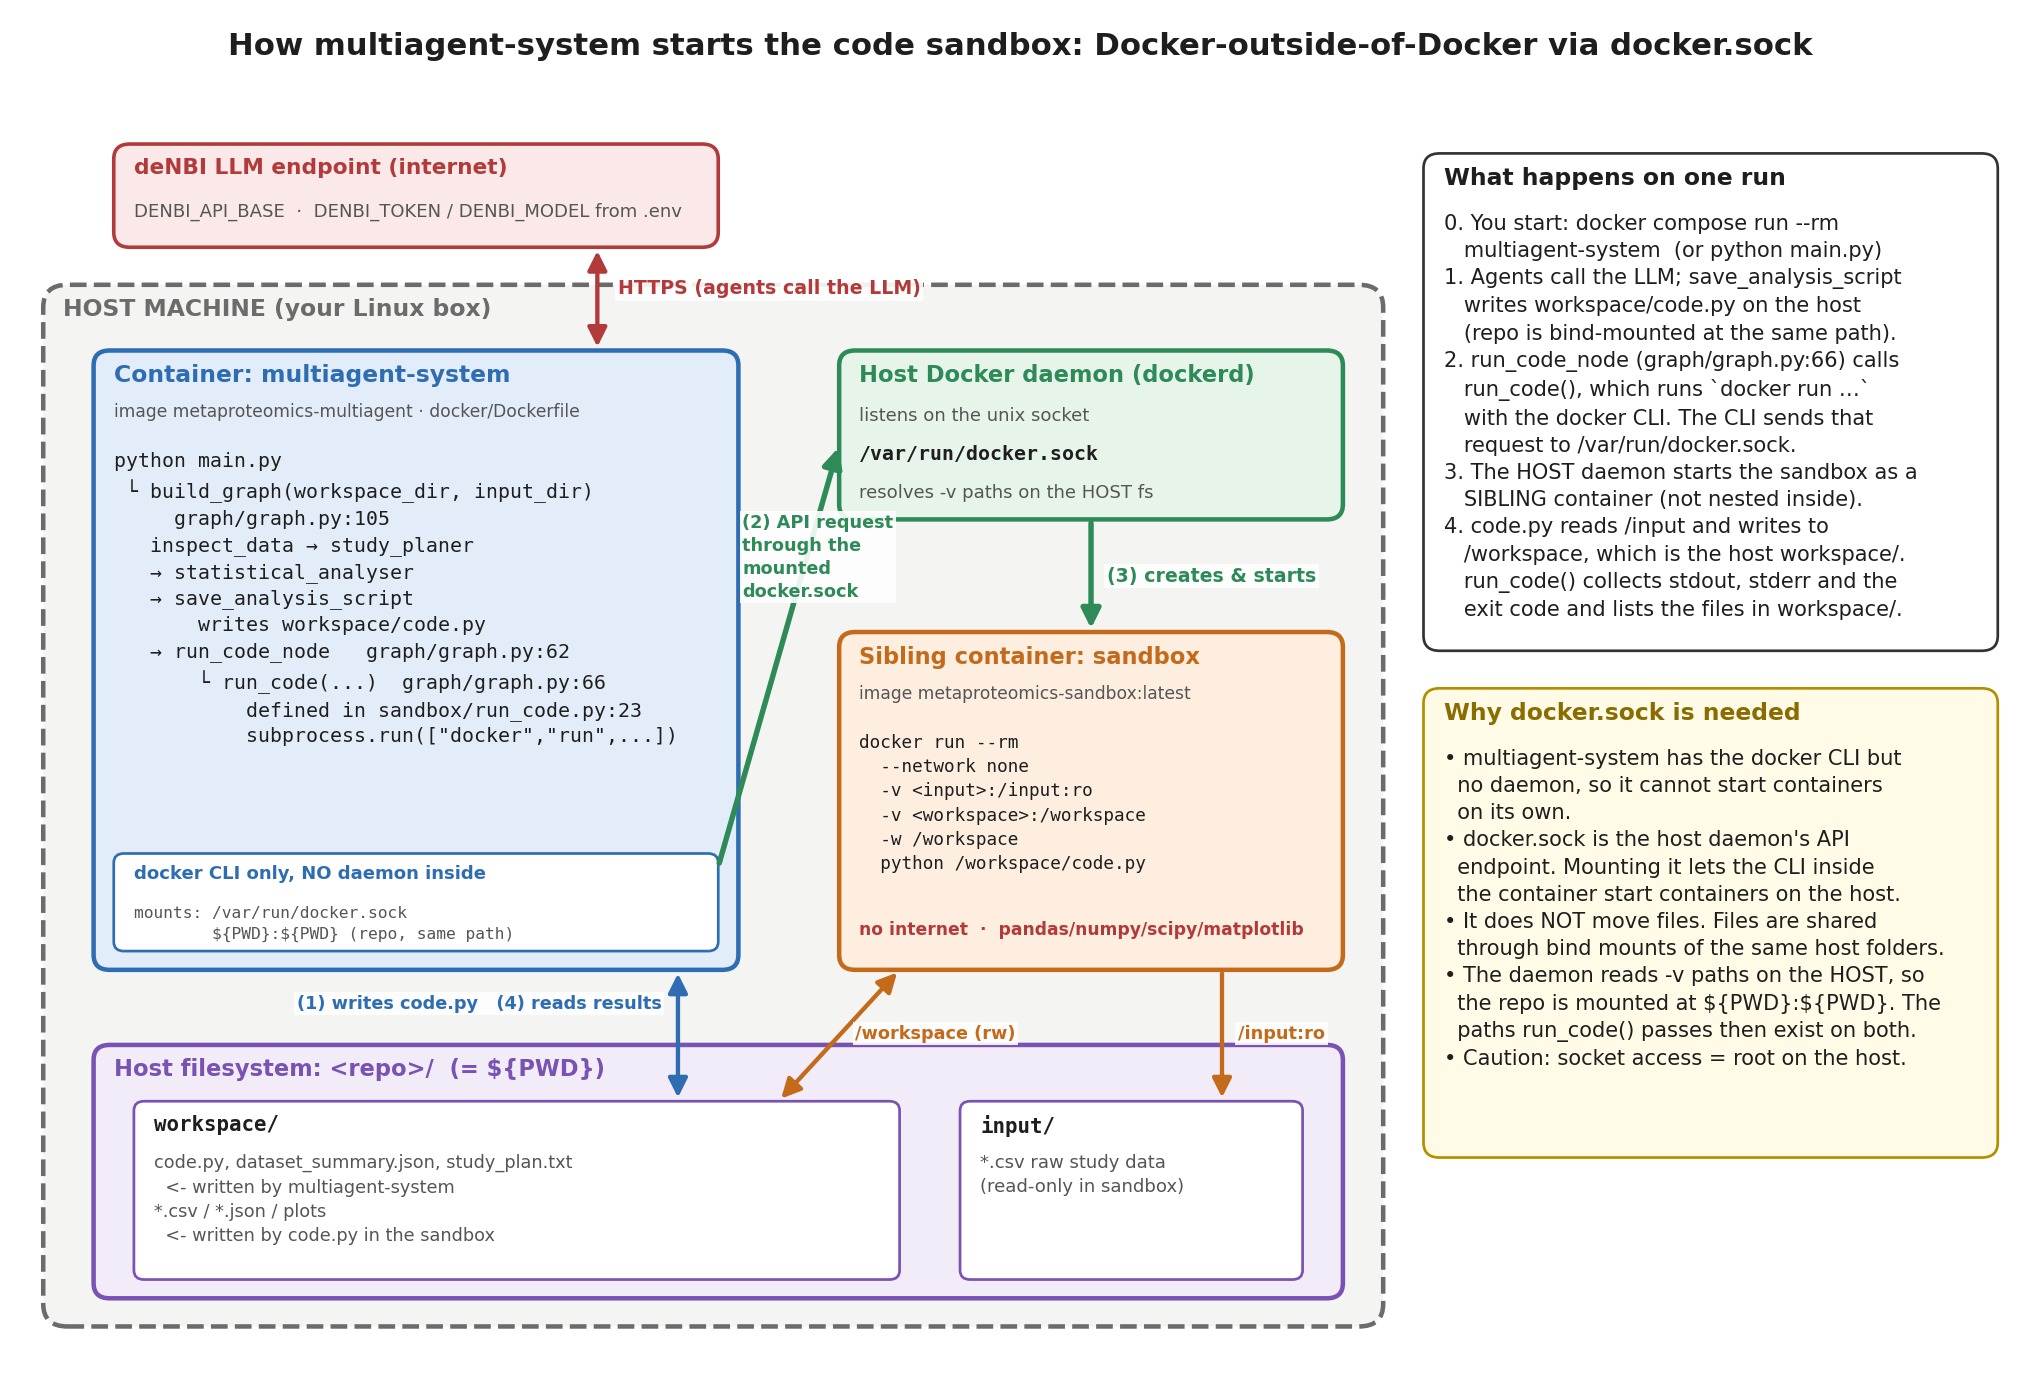 How multiagent-system starts the code sandbox: Docker-outside-of-Docker via docker.sock
deNBI LLM endpoint (internet)
DENBI_API_BASE · DENBI_TOKEN / DENBI_MODEL from .env
HTTPS (agents call the LLM)
HOST MACHINE (your Linux box)
Container: multiagent-system
image metaproteomics-multiagent · docker/Dockerfile
python main.py
└ build_graph(workspace_dir, input_dir)
graph/graph.py:105
inspect_data → study_planer
→ statistical_analyser
→ save_analysis_script
writes workspace/code.py
→ run_code_node   graph/graph.py:62
└ run_code(...)  graph/graph.py:66
defined in sandbox/run_code.py:23
subprocess.run(["docker","run",...])
docker CLI only, NO daemon inside
mounts: /var/run/docker.sock
${PWD}:${PWD} (repo, same path)
(2) API request
through the
mounted
docker.sock
Host Docker daemon (dockerd)
listens on the unix socket
/var/run/docker.sock
resolves -v paths on the HOST fs
(3) creates & starts
Sibling container: sandbox
image metaproteomics-sandbox:latest
docker run --rm
--network none
-v <input>:/input:ro
-v <workspace>:/workspace
-w /workspace
python /workspace/code.py
no internet · pandas/numpy/scipy/matplotlib
(1) writes code.py   (4) reads results
/workspace (rw)
/input:ro
Host filesystem: <repo>/  (= ${PWD})
workspace/
code.py, dataset_summary.json, study_plan.txt
<- written by multiagent-system
*.csv / *.json / plots
<- written by code.py in the sandbox
input/
*.csv raw study data
(read-only in sandbox)
What happens on one run
0. You start: docker compose run --rm
multiagent-system  (or python main.py)
1. Agents call the LLM; save_analysis_script
writes workspace/code.py on the host
(repo is bind-mounted at the same path).
2. run_code_node (graph/graph.py:66) calls
run_code(), which runs `docker run …`
with the docker CLI. The CLI sends that
request to /var/run/docker.sock.
3. The HOST daemon starts the sandbox as a
SIBLING container (not nested inside).
4. code.py reads /input and writes to
/workspace, which is the host workspace/.
run_code() collects stdout, stderr and the
exit code and lists the files in workspace/.
Why docker.sock is needed
• multiagent-system has the docker CLI but
no daemon, so it cannot start containers
on its own.
• docker.sock is the host daemon's API
endpoint. Mounting it lets the CLI inside
the container start containers on the host.
• It does NOT move files. Files are shared
through bind mounts of the same host folders.
• The daemon reads -v paths on the HOST, so
the repo is mounted at ${PWD}:${PWD}. The
paths run_code() passes then exist on both.
• Caution: socket access = root on the host.